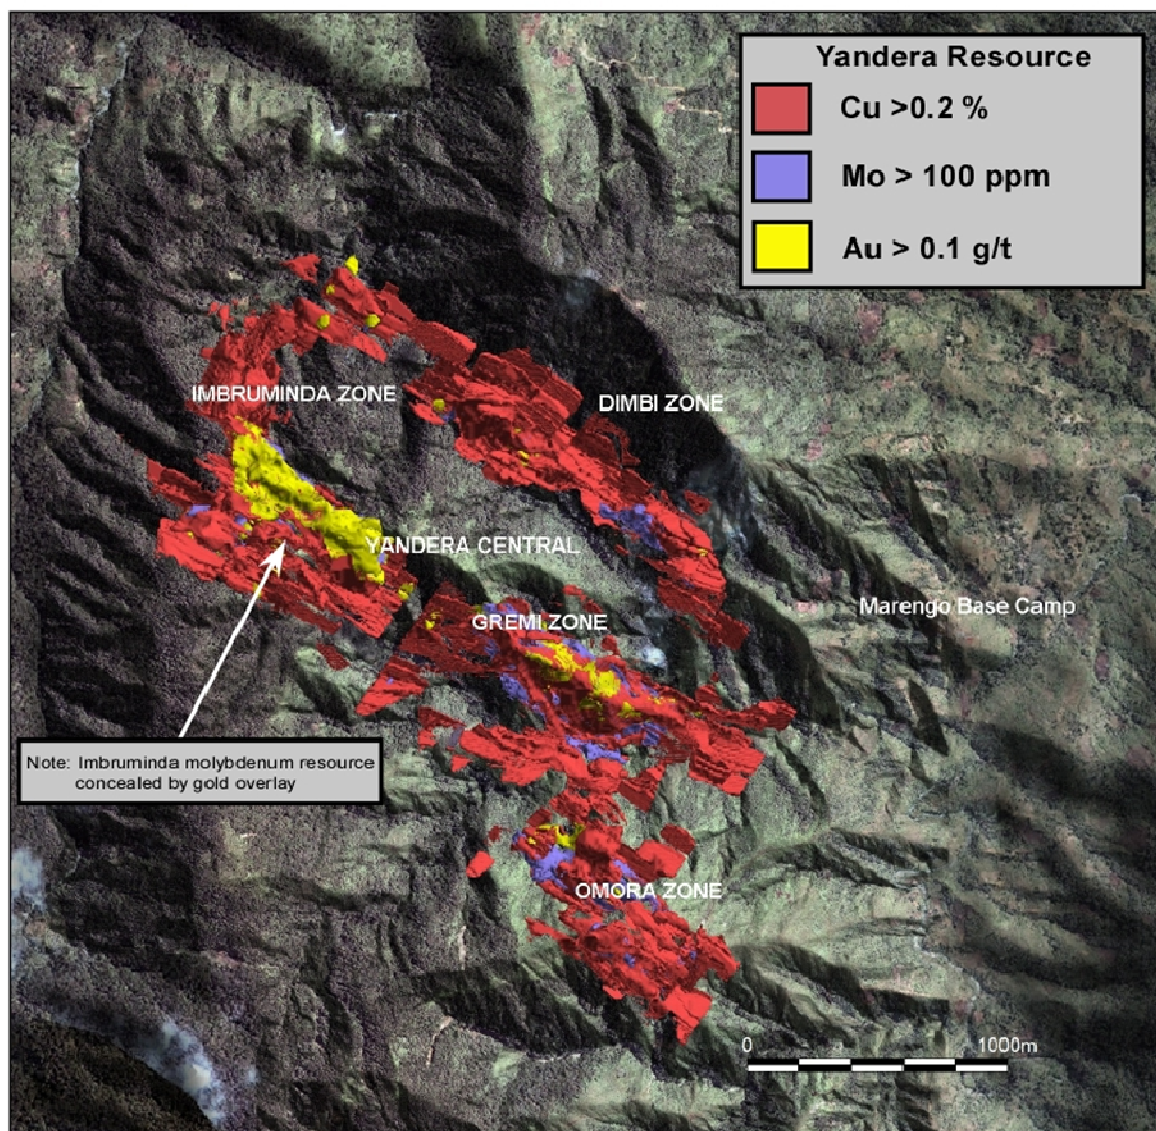 Yandera Resource
Cu >0.2 %
Mo > 100 ppm
Au > 0.1 g/t
IMBRUMINDA ZONE
DIMBI ZONE
YANDERA CENTRAL
Marengo Base Camp
GREMI ZONE
Note: Imbruminda molybdenum resource
concealed by gold overlay
OMORA ZONE
0 1000m